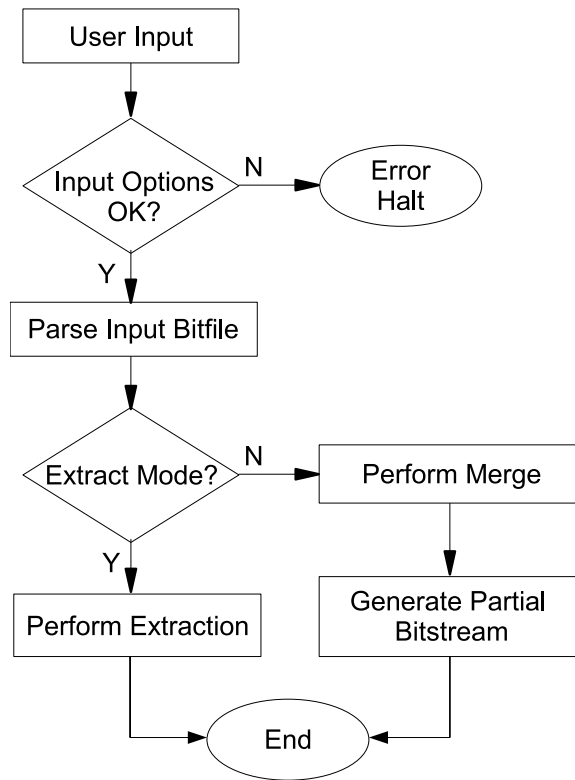 User Input
Input Options
OK?
N
Error
Halt
Y
Parse Input Bitfile
Extract Mode?
N
Perform Merge
Y
Perform Extraction
Generate Partial
Bitstream
End